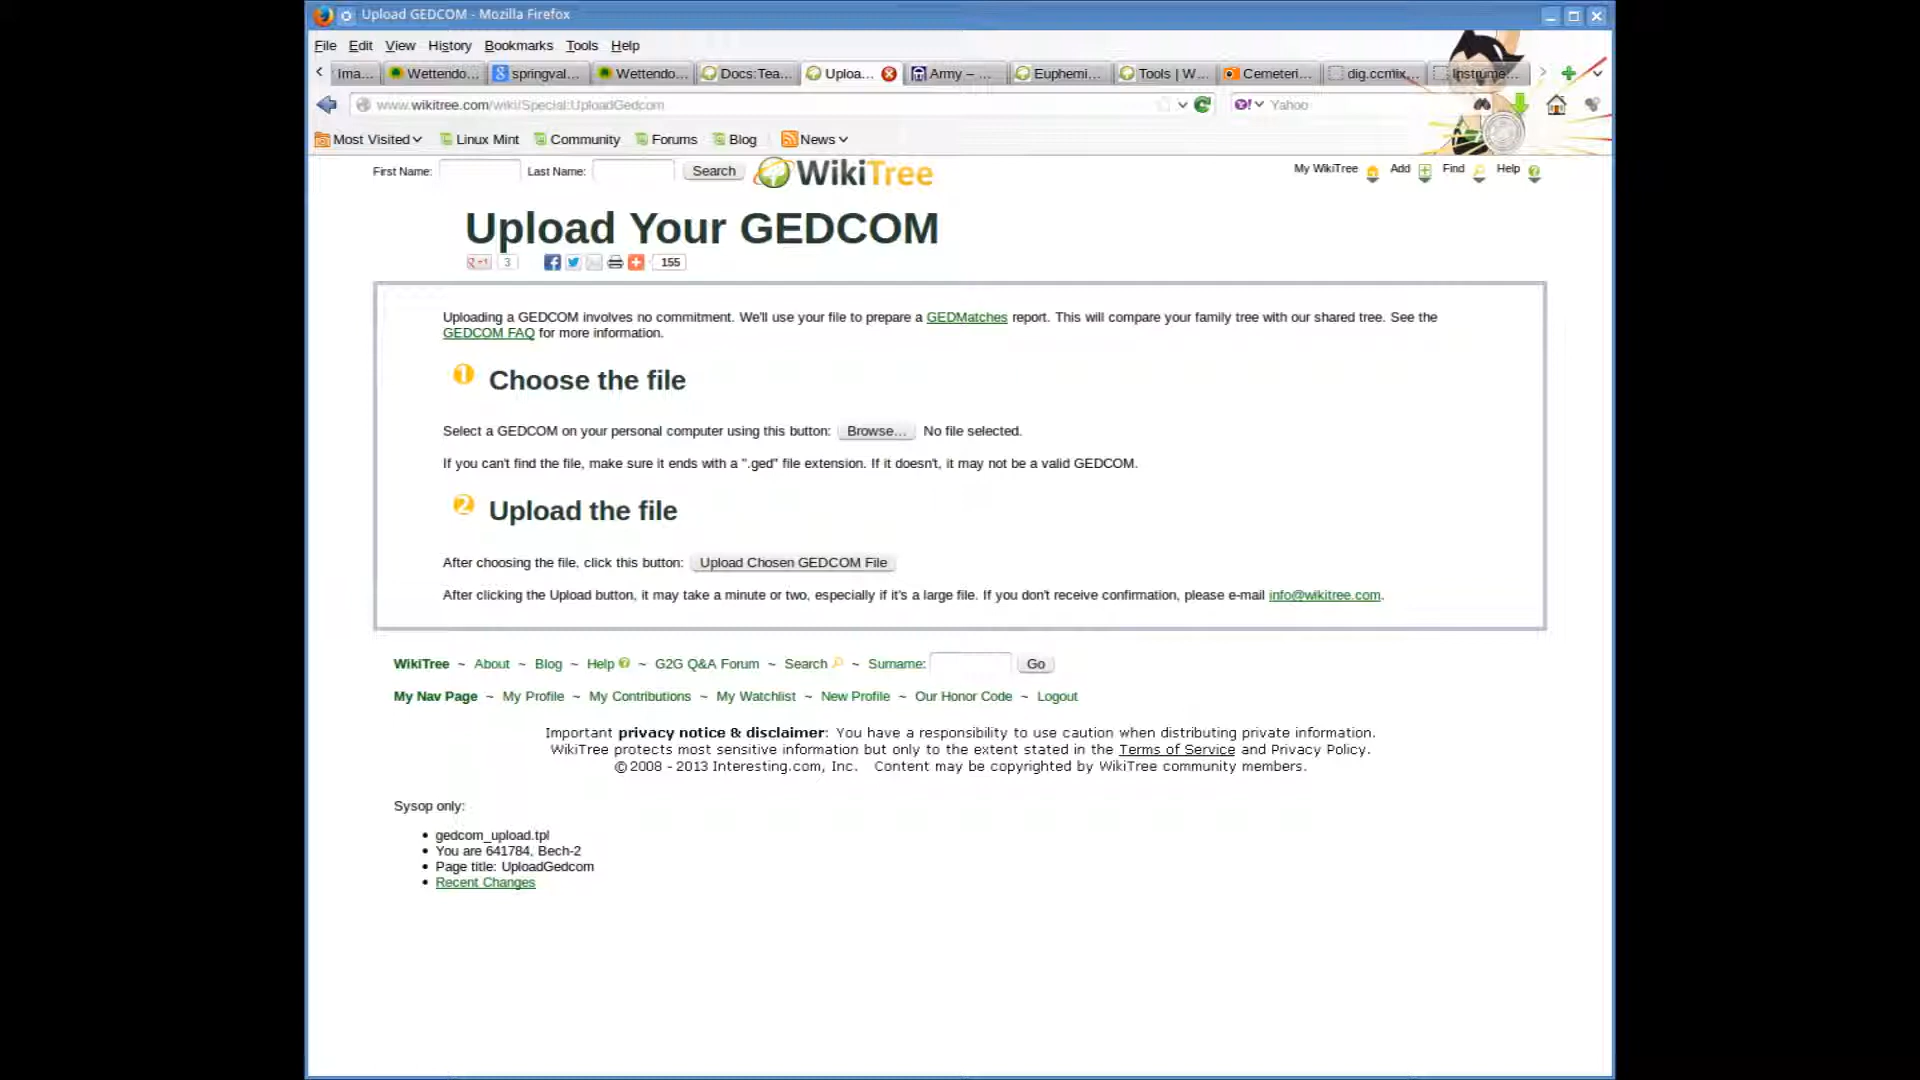 Upload GEDCOM - Mozilla Firefox
File Edit View History Bookmarks Tools Help
Ima... Wettendo... springval... Wettendo... Docs:Tea... Uploa... Army – ... Euphemi... Tools | W... Cemeteri... dig.ccmix... Instrume...
www.wikitree.com/wiki/Special:UploadGedcom Yahoo
Most Visited Linux Mint Community Forums Blog News
First Name: Last Name: Search WikiTree My WikiTree Add Find Help
Upload Your GEDCOM
+1 3 155
Uploading a GEDCOM involves no commitment. We'll use your file to prepare a GEDMatches report. This will compare your family tree with our shared tree. See the
GEDCOM FAQ for more information.
1 Choose the file
Select a GEDCOM on your personal computer using this button: Browse... No file selected.
If you can't find the file, make sure it ends with a ".ged" file extension. If it doesn't, it may not be a valid GEDCOM.
2 Upload the file
After choosing the file, click this button: Upload Chosen GEDCOM File
After clicking the Upload button, it may take a minute or two, especially if it's a large file. If you don't receive confirmation, please e-mail info@wikitree.com.
WikiTree ~ About ~ Blog ~ Help ~ G2G Q&A Forum ~ Search ~ Surname: Go
My Nav Page ~ My Profile ~ My Contributions ~ My Watchlist ~ New Profile ~ Our Honor Code ~ Logout
Important privacy notice & disclaimer: You have a responsibility to use caution when distributing private information.
WikiTree protects most sensitive information but only to the extent stated in the Terms of Service and Privacy Policy.
© 2008 - 2013 Interesting.com, Inc. Content may be copyrighted by WikiTree community members.
Sysop only:
• gedcom_upload.tpl
• You are 641784, Bech-2
• Page title: UploadGedcom
• Recent Changes